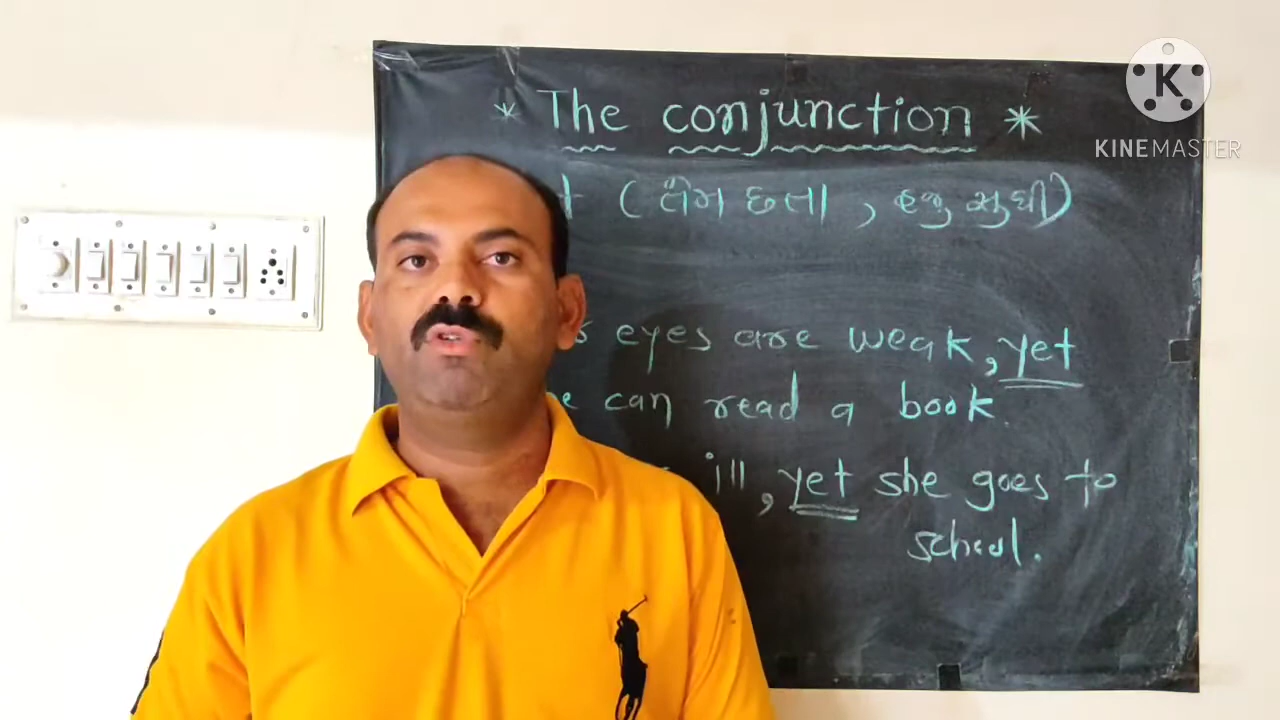 * The conjunction *
(તેમ છતા , હજુ સુધી)
eyes are weak, yet
can read a book.
ill, yet she goes to
school.
K
KINEMASTER